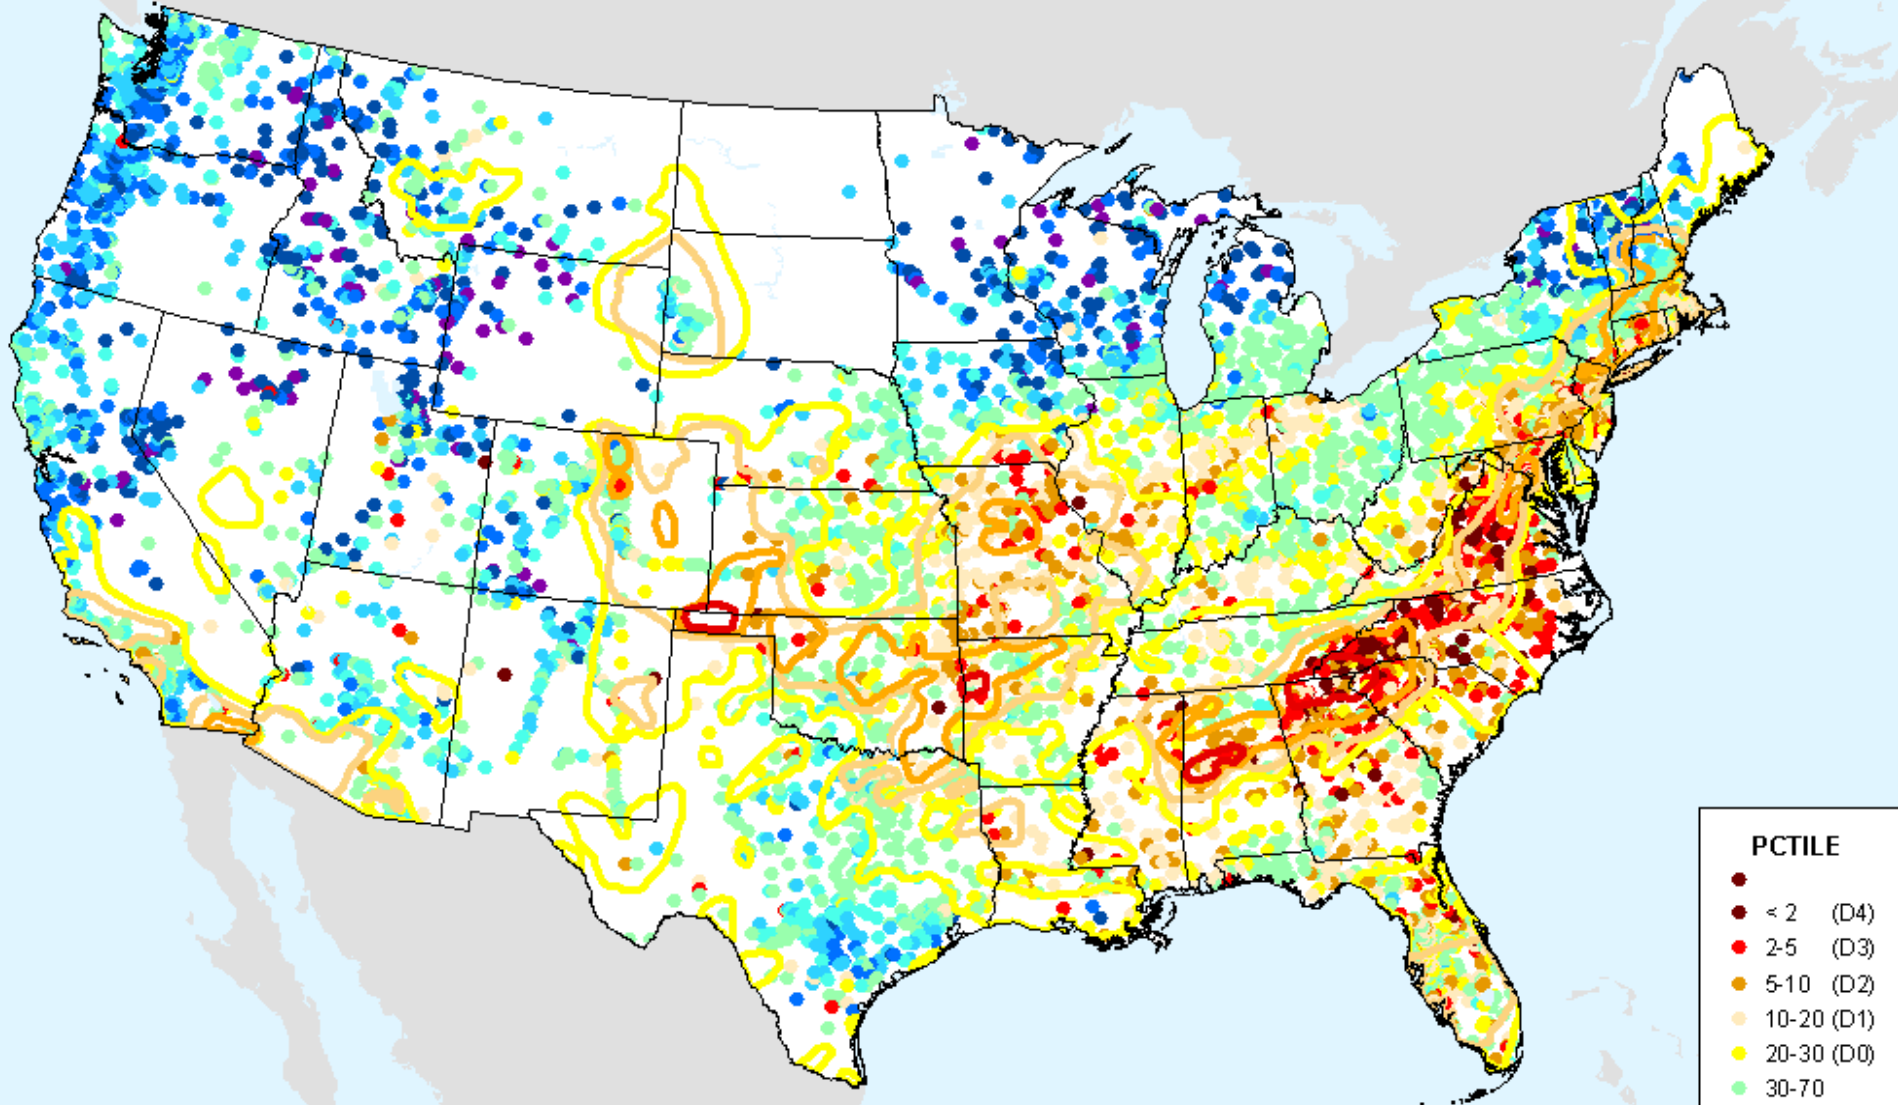 PCTILE
< 2 (D4)
2-5 (D3)
5-10 (D2)
10-20 (D1)
20-30 (D0)
30-70